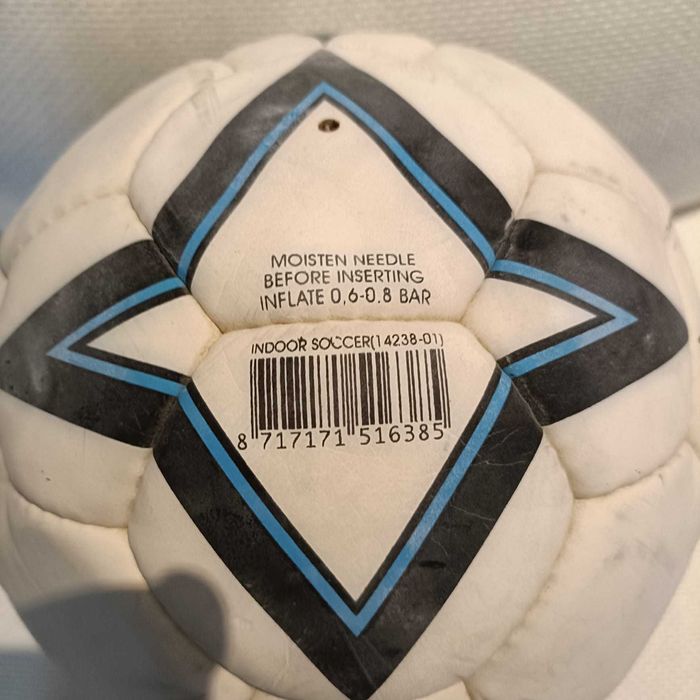 MOISTEN NEEDLE
BEFORE INSERTING
INFLATE 0,6-0.8 BAR
INDOOR SOCCER(14238-01)
8 717171 516385